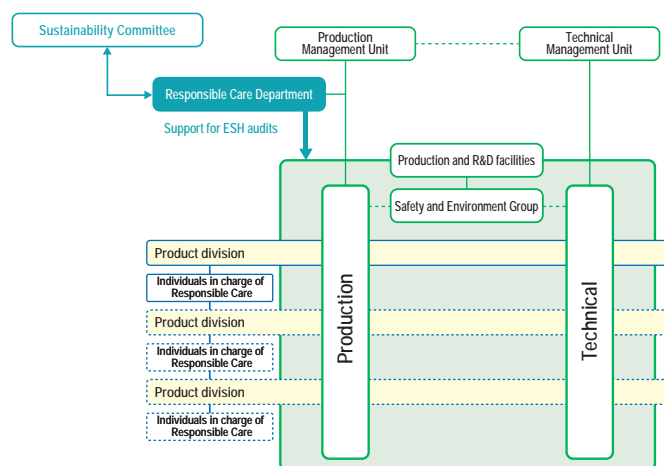 Sustainability Committee
Production
Management Unit
Technical
Management Unit
Responsible Care Department
Support for ESH audits
Production and R&D facilities
Safety and Environment Group
Product division
Individuals in charge of
Responsible Care
Product division
Individuals in charge of
Responsible Care
Product division
Individuals in charge of
Responsible Care
Production
Technical